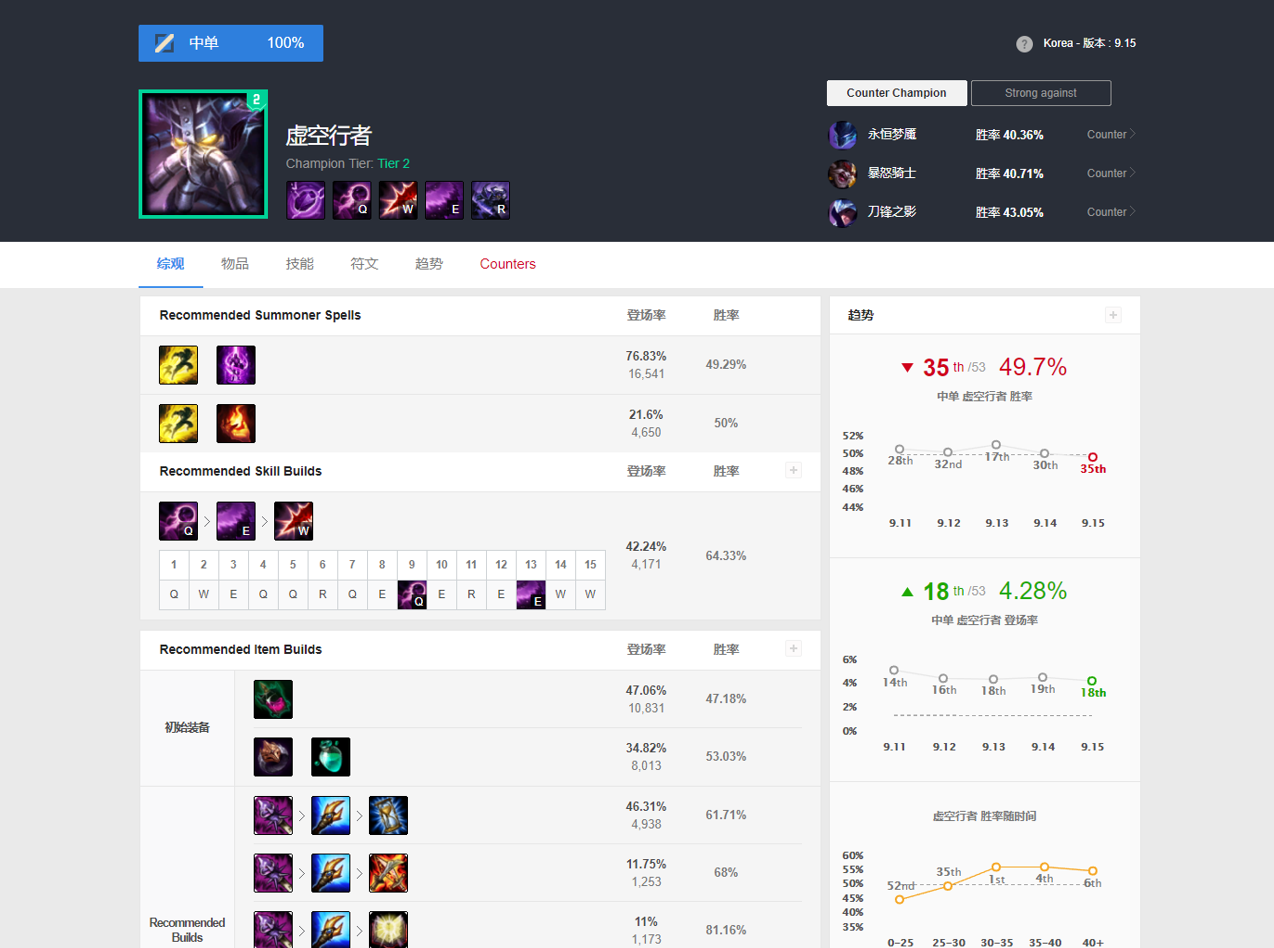 中单 100%
? Korea - 版本 : 9.15
2
虚空行者
Champion Tier: Tier 2
Q W E R
Counter Champion Strong against
永恒梦魇 胜率 40.36% Counter
暴怒骑士 胜率 40.71% Counter
刀锋之影 胜率 43.05% Counter
综观 物品 技能 符文 趋势 Counters
Recommended Summoner Spells 登场率 胜率
76.83%
16,541
49.29%
21.6%
4,650
50%
Recommended Skill Builds 登场率 胜率 +
Q > E > W
1 2 3 4 5 6 7 8 9 10 11 12 13 14 15
Q W E Q Q R Q E Q E R E E W W
42.24%
4,171
64.33%
Recommended Item Builds 登场率 胜率 +
初始装备
47.06%
10,831
47.18%
34.82%
8,013
53.03%
Recommended
Builds
46.31%
4,938
61.71%
11.75%
1,253
68%
11%
1,173
81.16%
趋势 +
35 th /53 49.7%
中单 虚空行者 胜率
52%
50%
48%
46%
44%
28th 32nd 17th 30th 35th
9.11 9.12 9.13 9.14 9.15
18 th /53 4.28%
中单 虚空行者 登场率
6%
4%
2%
0%
14th 16th 18th 19th 18th
9.11 9.12 9.13 9.14 9.15
虚空行者 胜率随时间
60%
55%
50%
45%
40%
35%
52nd 35th 1st 4th 6th
0-25 25-30 30-35 35-40 40+